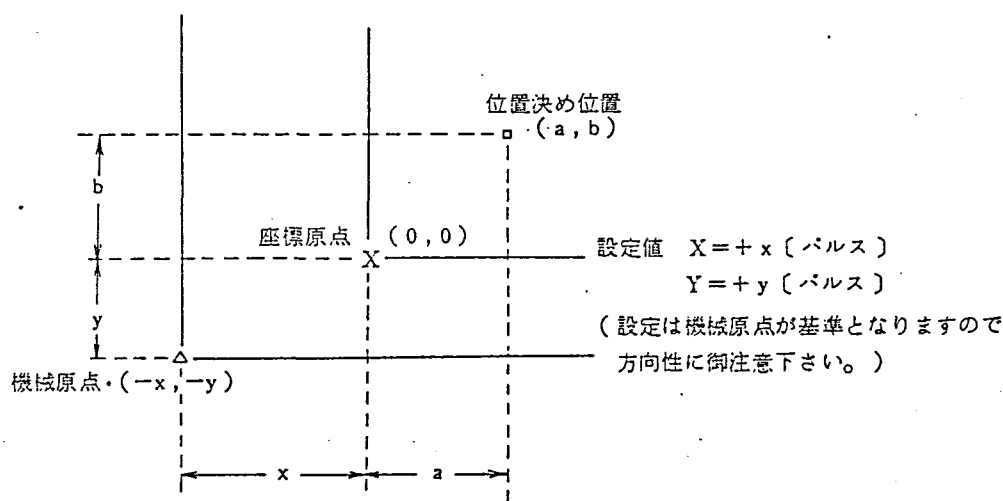 位置決め位置
(a,b)
b
座標原点 (0,0)
X
設定値 X=+x〔パルス〕
Y=+y〔パルス〕
y
(設定は機械原点が基準となりますので
方向性に御注意下さい。)
機械原点・(-x,-y)
x
a